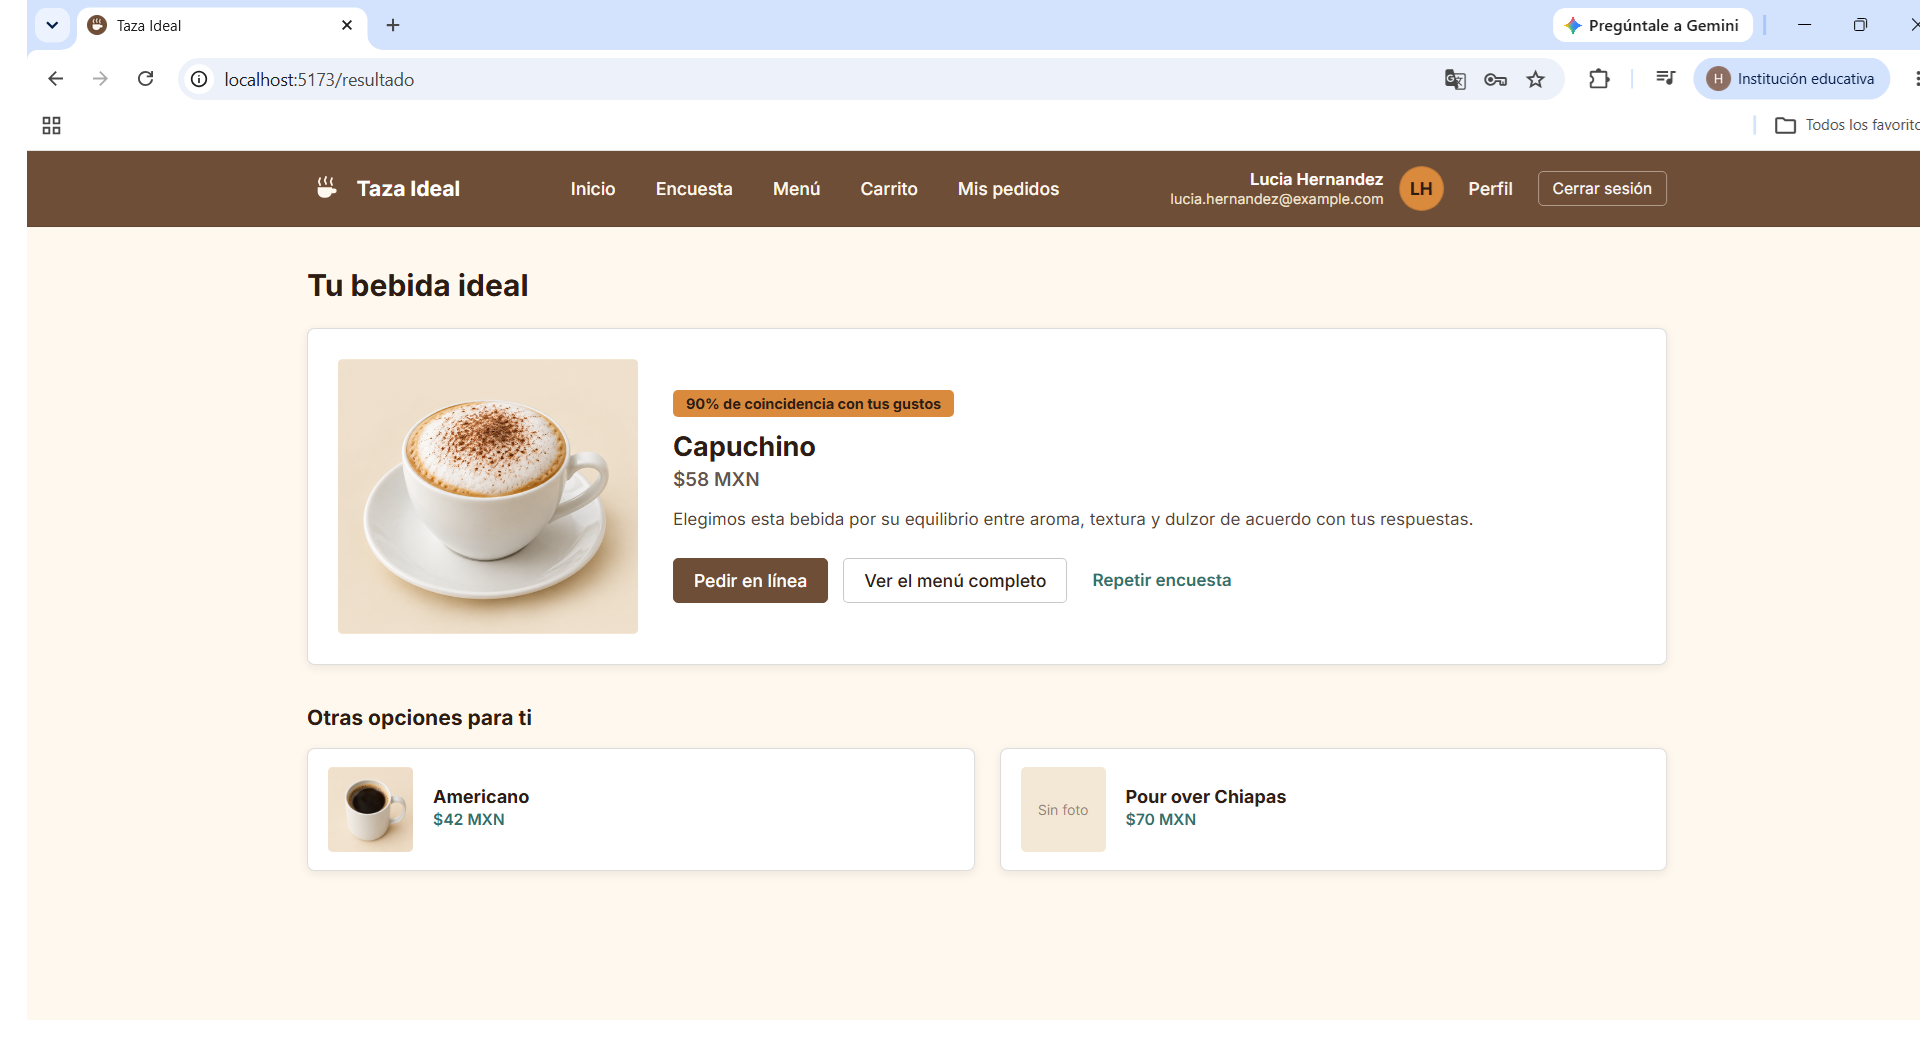 Taza Ideal
Pregúntale a Gemini
localhost:5173/resultado
H
Institución educativa
Todos los favorito
Taza Ideal
Inicio
Encuesta
Menú
Carrito
Mis pedidos
Lucia Hernandez
lucia.hernandez@example.com
LH
Perfil
Cerrar sesión
Tu bebida ideal
90% de coincidencia con tus gustos
Capuchino
$58 MXN
Elegimos esta bebida por su equilibrio entre aroma, textura y dulzor de acuerdo con tus respuestas.
Pedir en línea
Ver el menú completo
Repetir encuesta
Otras opciones para ti
Americano
$42 MXN
Sin foto
Pour over Chiapas
$70 MXN